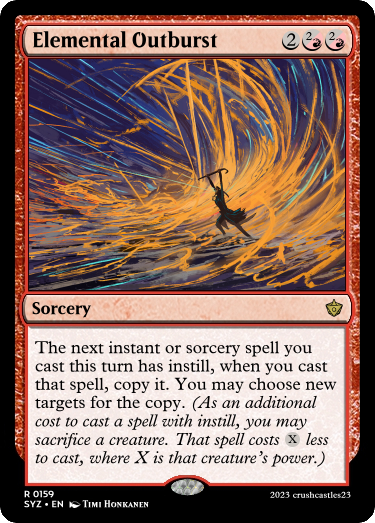 Elemental Outburst 2 2/R 2/R
Sorcery
The next instant or sorcery spell you
cast this turn has instill, when you cast
that spell, copy it. You may choose new
targets for the copy. (As an additional
cost to cast a spell with instill, you may
sacrifice a creature. That spell costs X less
to cast, where X is that creature's power.)
R 0159
SYZ • EN TIMI HONKANEN
2023 crushcastles23